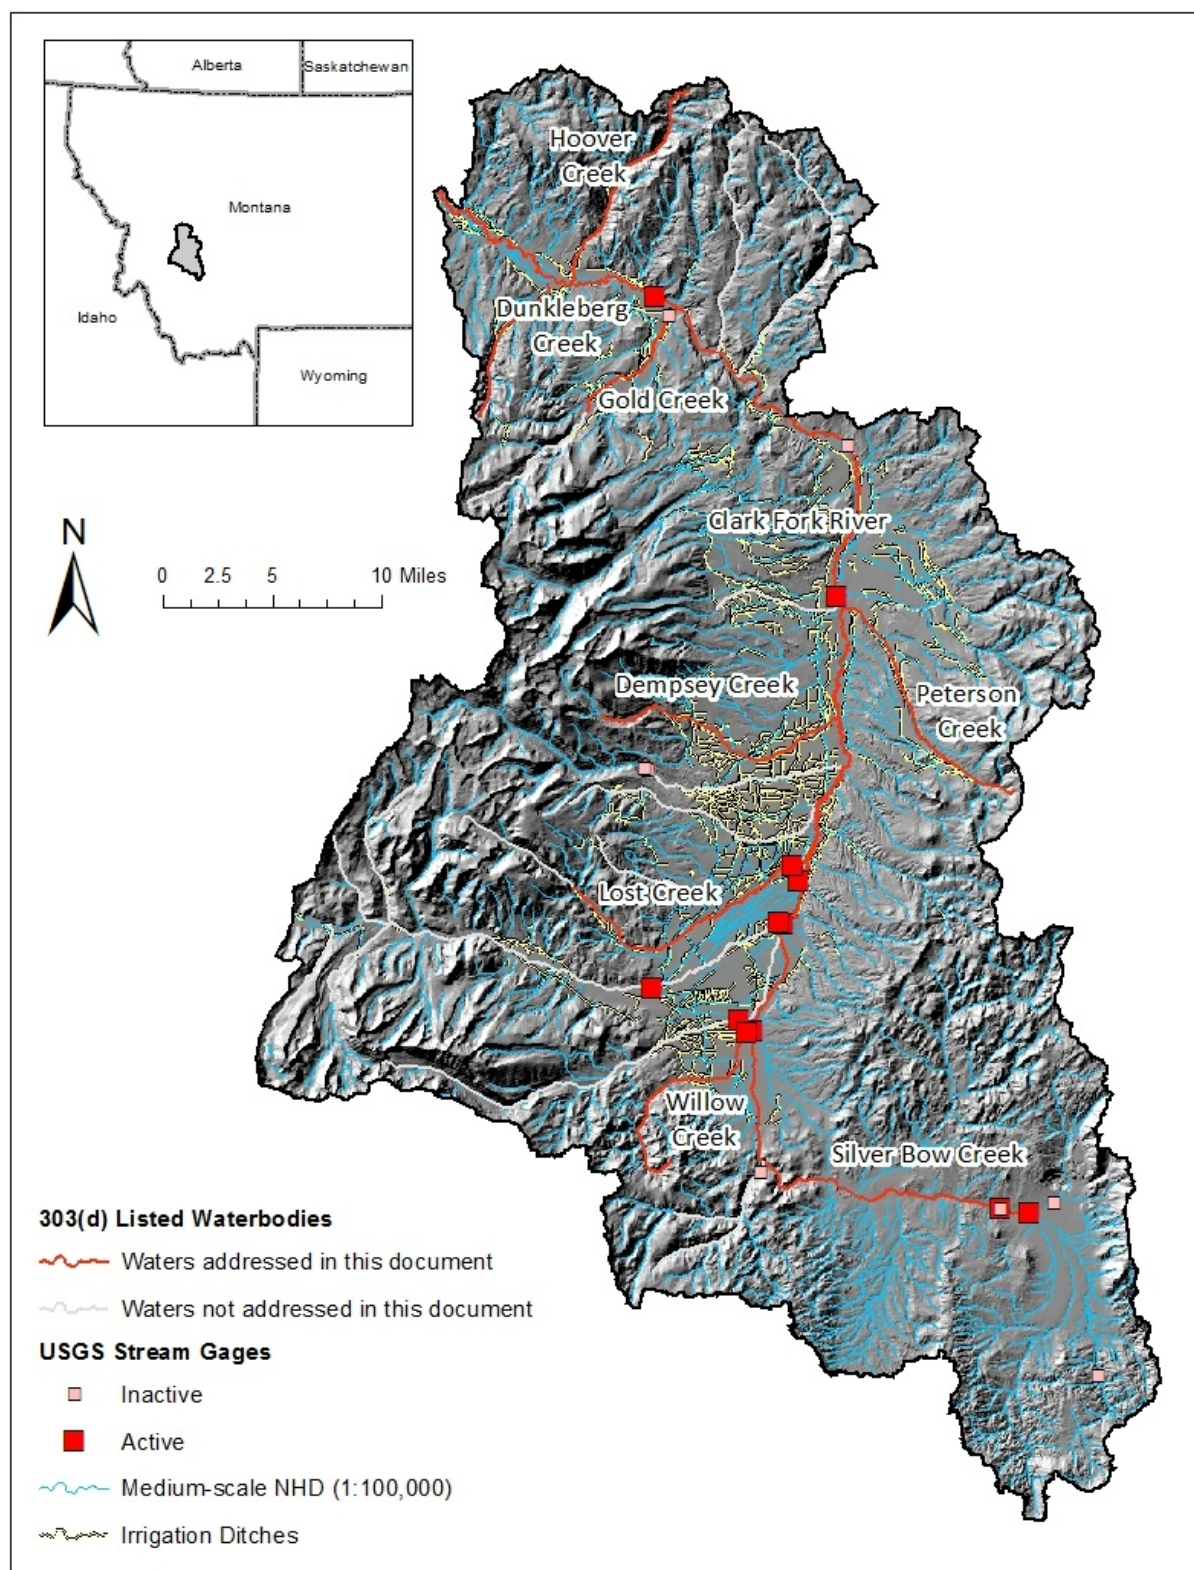 Alberta
Saskatchewan
Montana
Idaho
Wyoming
N
0 2.5 5 10 Miles
Hoover
Creek
Dunkleberg
Creek
Gold Creek
Clark Fork River
Dempsey Creek
Peterson
Creek
Lost Creek
Willow
Creek
Silver Bow Creek
303(d) Listed Waterbodies
Waters addressed in this document
Waters not addressed in this document
USGS Stream Gages
Inactive
Active
Medium-scale NHD (1:100,000)
Irrigation Ditches